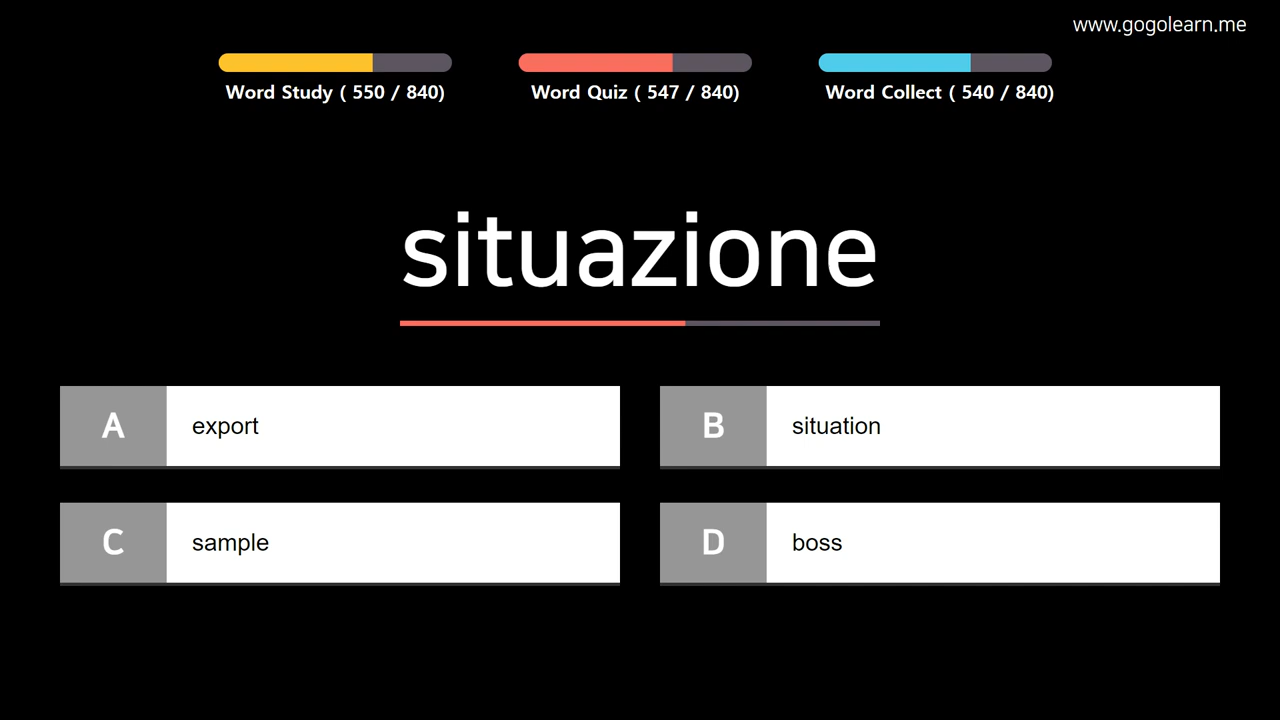 www.gogolearn.me
Word Study ( 550 / 840)
Word Quiz ( 547 / 840)
Word Collect ( 540 / 840)
situazione
A export
B situation
C sample
D boss